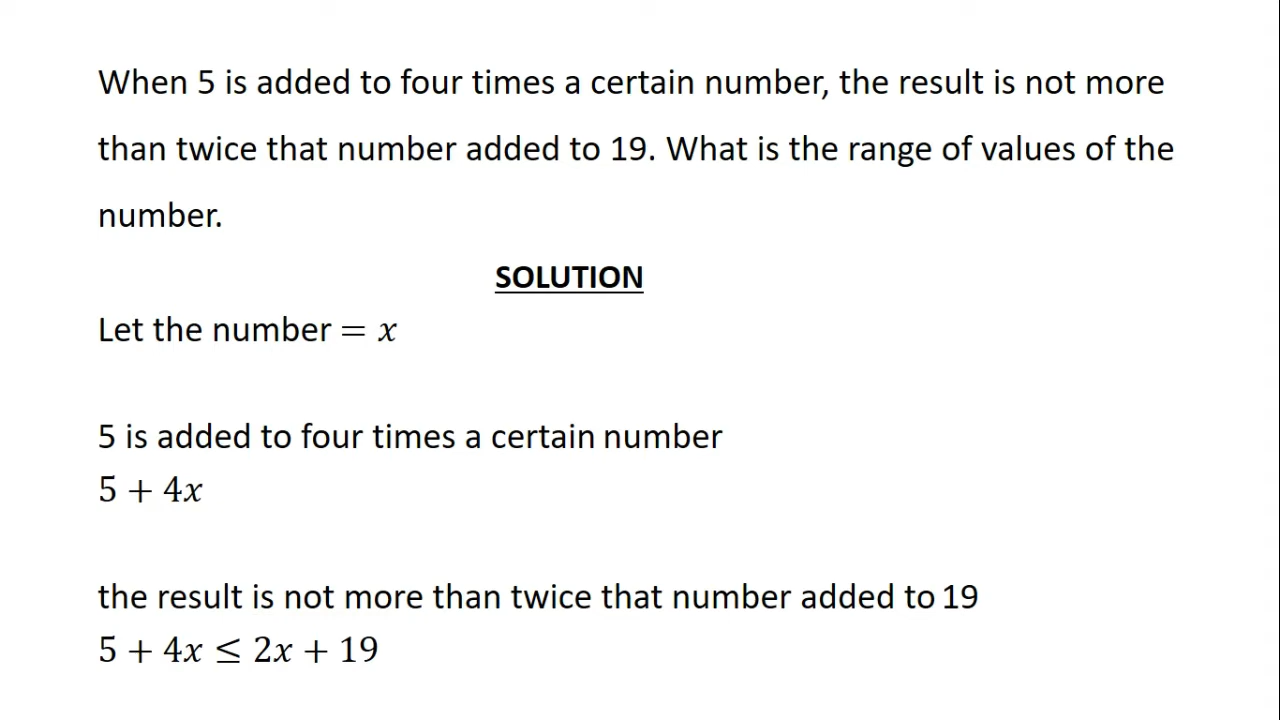 When 5 is added to four times a certain number, the result is not more
than twice that number added to 19. What is the range of values of the
number.
SOLUTION
Let the number = x
5 is added to four times a certain number
5 + 4x
the result is not more than twice that number added to 19
5 + 4x ≤ 2x + 19